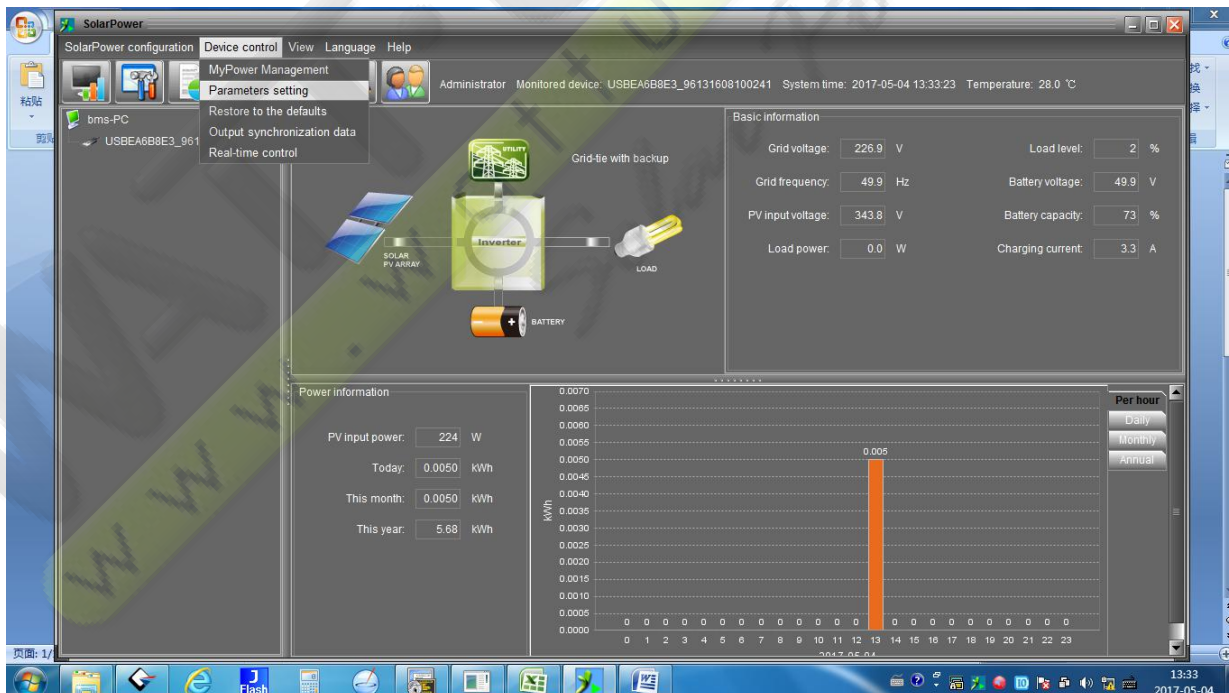 SolarPower
SolarPower configuration Device control View Language Help
MyPower Management
Parameters setting
Restore to the defaults
Output synchronization data
Real-time control
Administrator Monitored device: USBEA6B8E3_96131608100241 System time: 2017-05-04 13:33:23 Temperature: 28.0 ℃
粘贴
bms-PC
USBEA6B8E3_961
UTILITY
Grid-tie with backup
SOLAR
PV ARRAY
Inverter
LOAD
BATTERY
Basic information
Grid voltage: 226.9 V Load level: 2 %
Grid frequency: 49.9 Hz Battery voltage: 49.9 V
PV input voltage: 343.8 V Battery capacity: 73 %
Load power: 0.0 W Charging current: 3.3 A
Power information
PV input power: 224 W
Today: 0.0050 kWh
This month: 0.0050 kWh
This year: 5.68 kWh
kWh
0.0070
0.0065
0.0060
0.0055
0.0050
0.0045
0.0040
0.0035
0.0030
0.0025
0.0020
0.0015
0.0010
0.0005
0.0000
0.005
0 0 0 0 0 0 0 0 0 0 0 0 0 0 0 0 0 0 0 0 0 0 0
0 1 2 3 4 5 6 7 8 9 10 11 12 13 14 15 16 17 18 19 20 21 22 23
2017-05-04
Per hour
Daily
Monthly
Annual
页面: 1/
J
Flash
13:33
2017-05-04